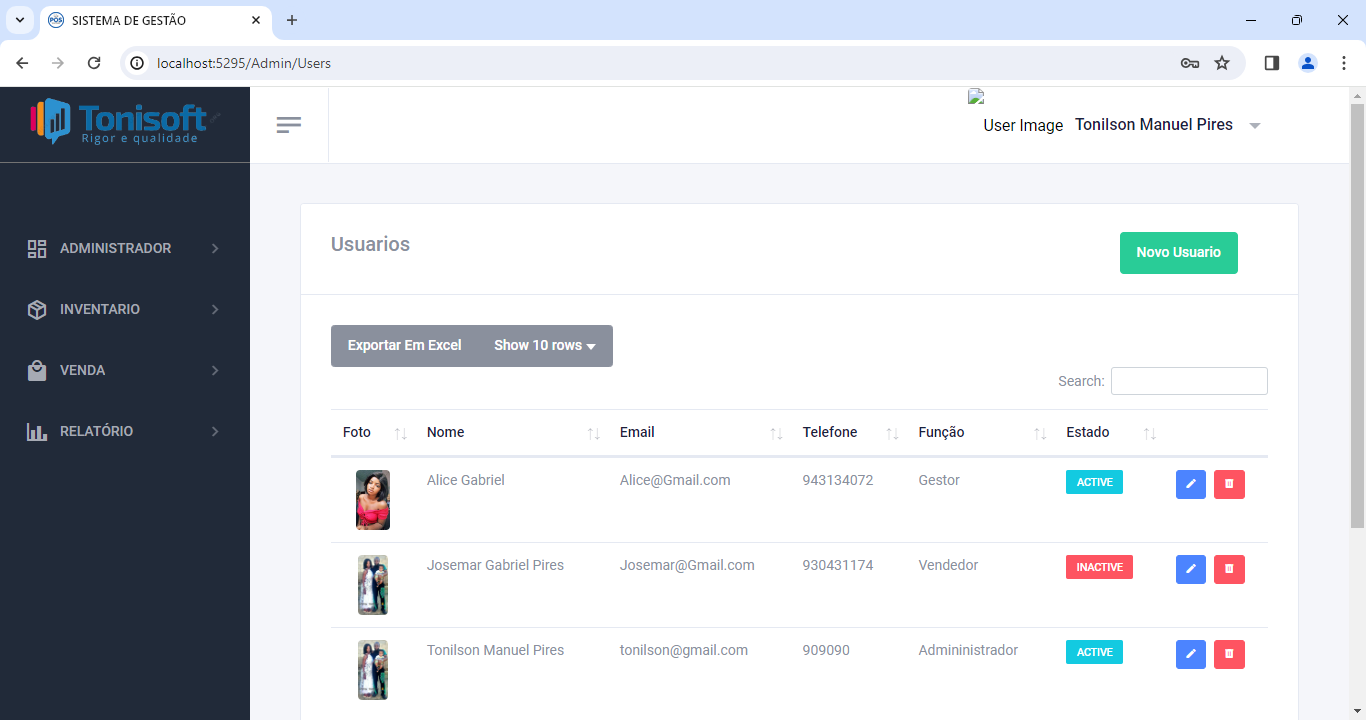 POS SISTEMA DE GESTÃO
localhost:5295/Admin/Users
Tonisoft
Rigor e qualidade
User Image Tonilson Manuel Pires
ADMINISTRADOR
INVENTARIO
VENDA
RELATÓRIO
Usuarios
Novo Usuario
Exportar Em Excel Show 10 rows
Search:
Foto Nome Email Telefone Função Estado
Alice Gabriel Alice@Gmail.com 943134072 Gestor ACTIVE
Josemar Gabriel Pires Josemar@Gmail.com 930431174 Vendedor INACTIVE
Tonilson Manuel Pires tonilson@gmail.com 909090 Admininistrador ACTIVE